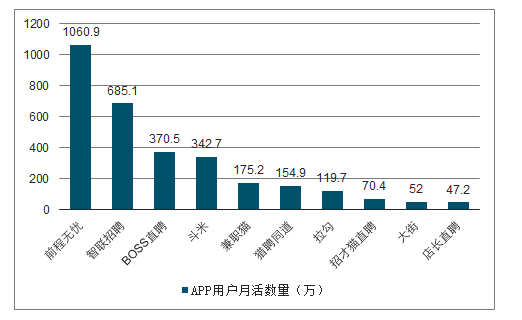 1200
1000
800
600
400
200
0
1060.9
685.1
370.5
342.7
175.2
154.9
119.7
70.4
52
47.2
前程无忧
智联招聘
BOSS直聘
斗米
兼职猫
猎聘同道
拉勾
招才猫直聘
大街
店长直聘
APP用户月活数量（万）